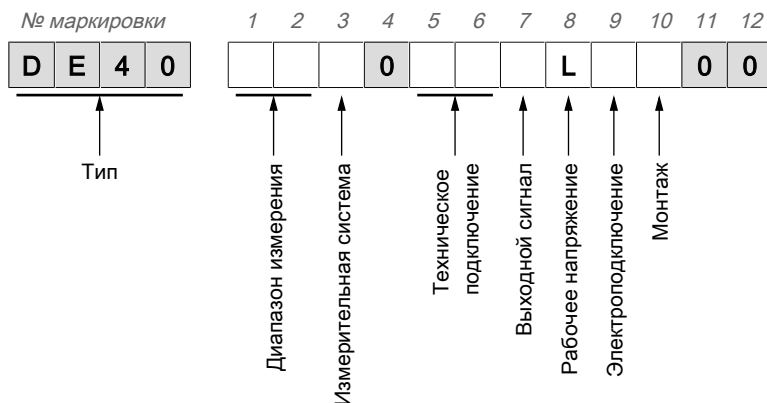 № маркировки 1 2 3 4 5 6 7 8 9 10 11 12
D E 4 0 0 L 0 0
Тип
Диапазон измерения
Измерительная система
Техническое
подключение
Выходной сигнал
Рабочее напряжение
Электроподключение
Монтаж